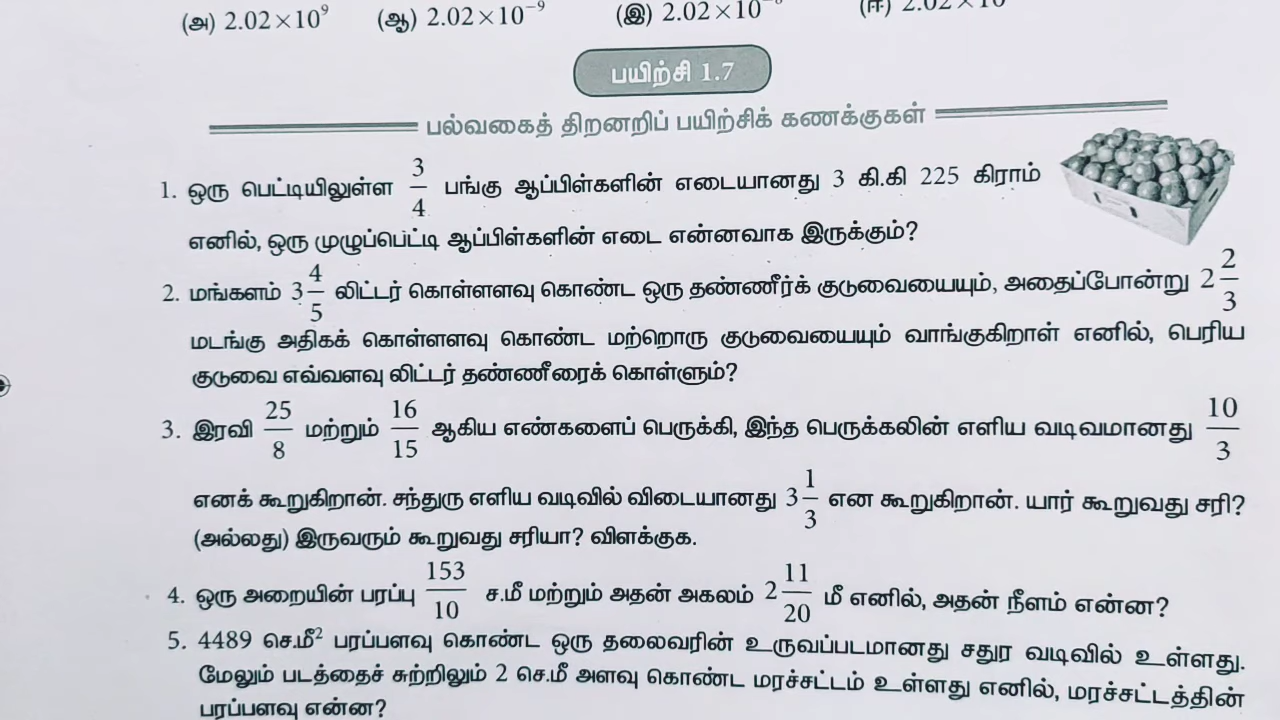 (அ) 2.02×10⁹ (ஆ) 2.02×10⁻⁹ (இ) 2.02×10 (ஈ) 2.02×10
பயிற்சி 1.7
பல்வகைத் திறனறிப் பயிற்சிக் கணக்குகள்
1. ஒரு பெட்டியிலுள்ள 3/4 பங்கு ஆப்பிள்களின் எடையானது 3 கி.கி 225 கிராம்
எனில், ஒரு முழுப்பெட்டி ஆப்பிள்களின் எடை என்னவாக இருக்கும்?
2. மங்களம் 3 4/5 லிட்டர் கொள்ளளவு கொண்ட ஒரு தண்ணீர்க் குடுவையையும், அதைப்போன்று 2 2/3
மடங்கு அதிகக் கொள்ளளவு கொண்ட மற்றொரு குடுவையையும் வாங்குகிறாள் எனில், பெரிய
குடுவை எவ்வளவு லிட்டர் தண்ணீரைக் கொள்ளும்?
3. இரவி 25/8 மற்றும் 16/15 ஆகிய எண்களைப் பெருக்கி, இந்த பெருக்கலின் எளிய வடிவமானது 10/3
எனக் கூறுகிறான். சந்துரு எளிய வடிவில் விடையானது 3 1/3 என கூறுகிறான். யார் கூறுவது சரி?
(அல்லது) இருவரும் கூறுவது சரியா? விளக்குக.
4. ஒரு அறையின் பரப்பு 153/10 ச.மீ மற்றும் அதன் அகலம் 2 11/20 மீ எனில், அதன் நீளம் என்ன?
5. 4489 செ.மீ² பரப்பளவு கொண்ட ஒரு தலைவரின் உருவப்படமானது சதுர வடிவில் உள்ளது.
மேலும் படத்தைச் சுற்றிலும் 2 செ.மீ அளவு கொண்ட மரச்சட்டம் உள்ளது எனில், மரச்சட்டத்தின்
பரப்பளவு என்ன?